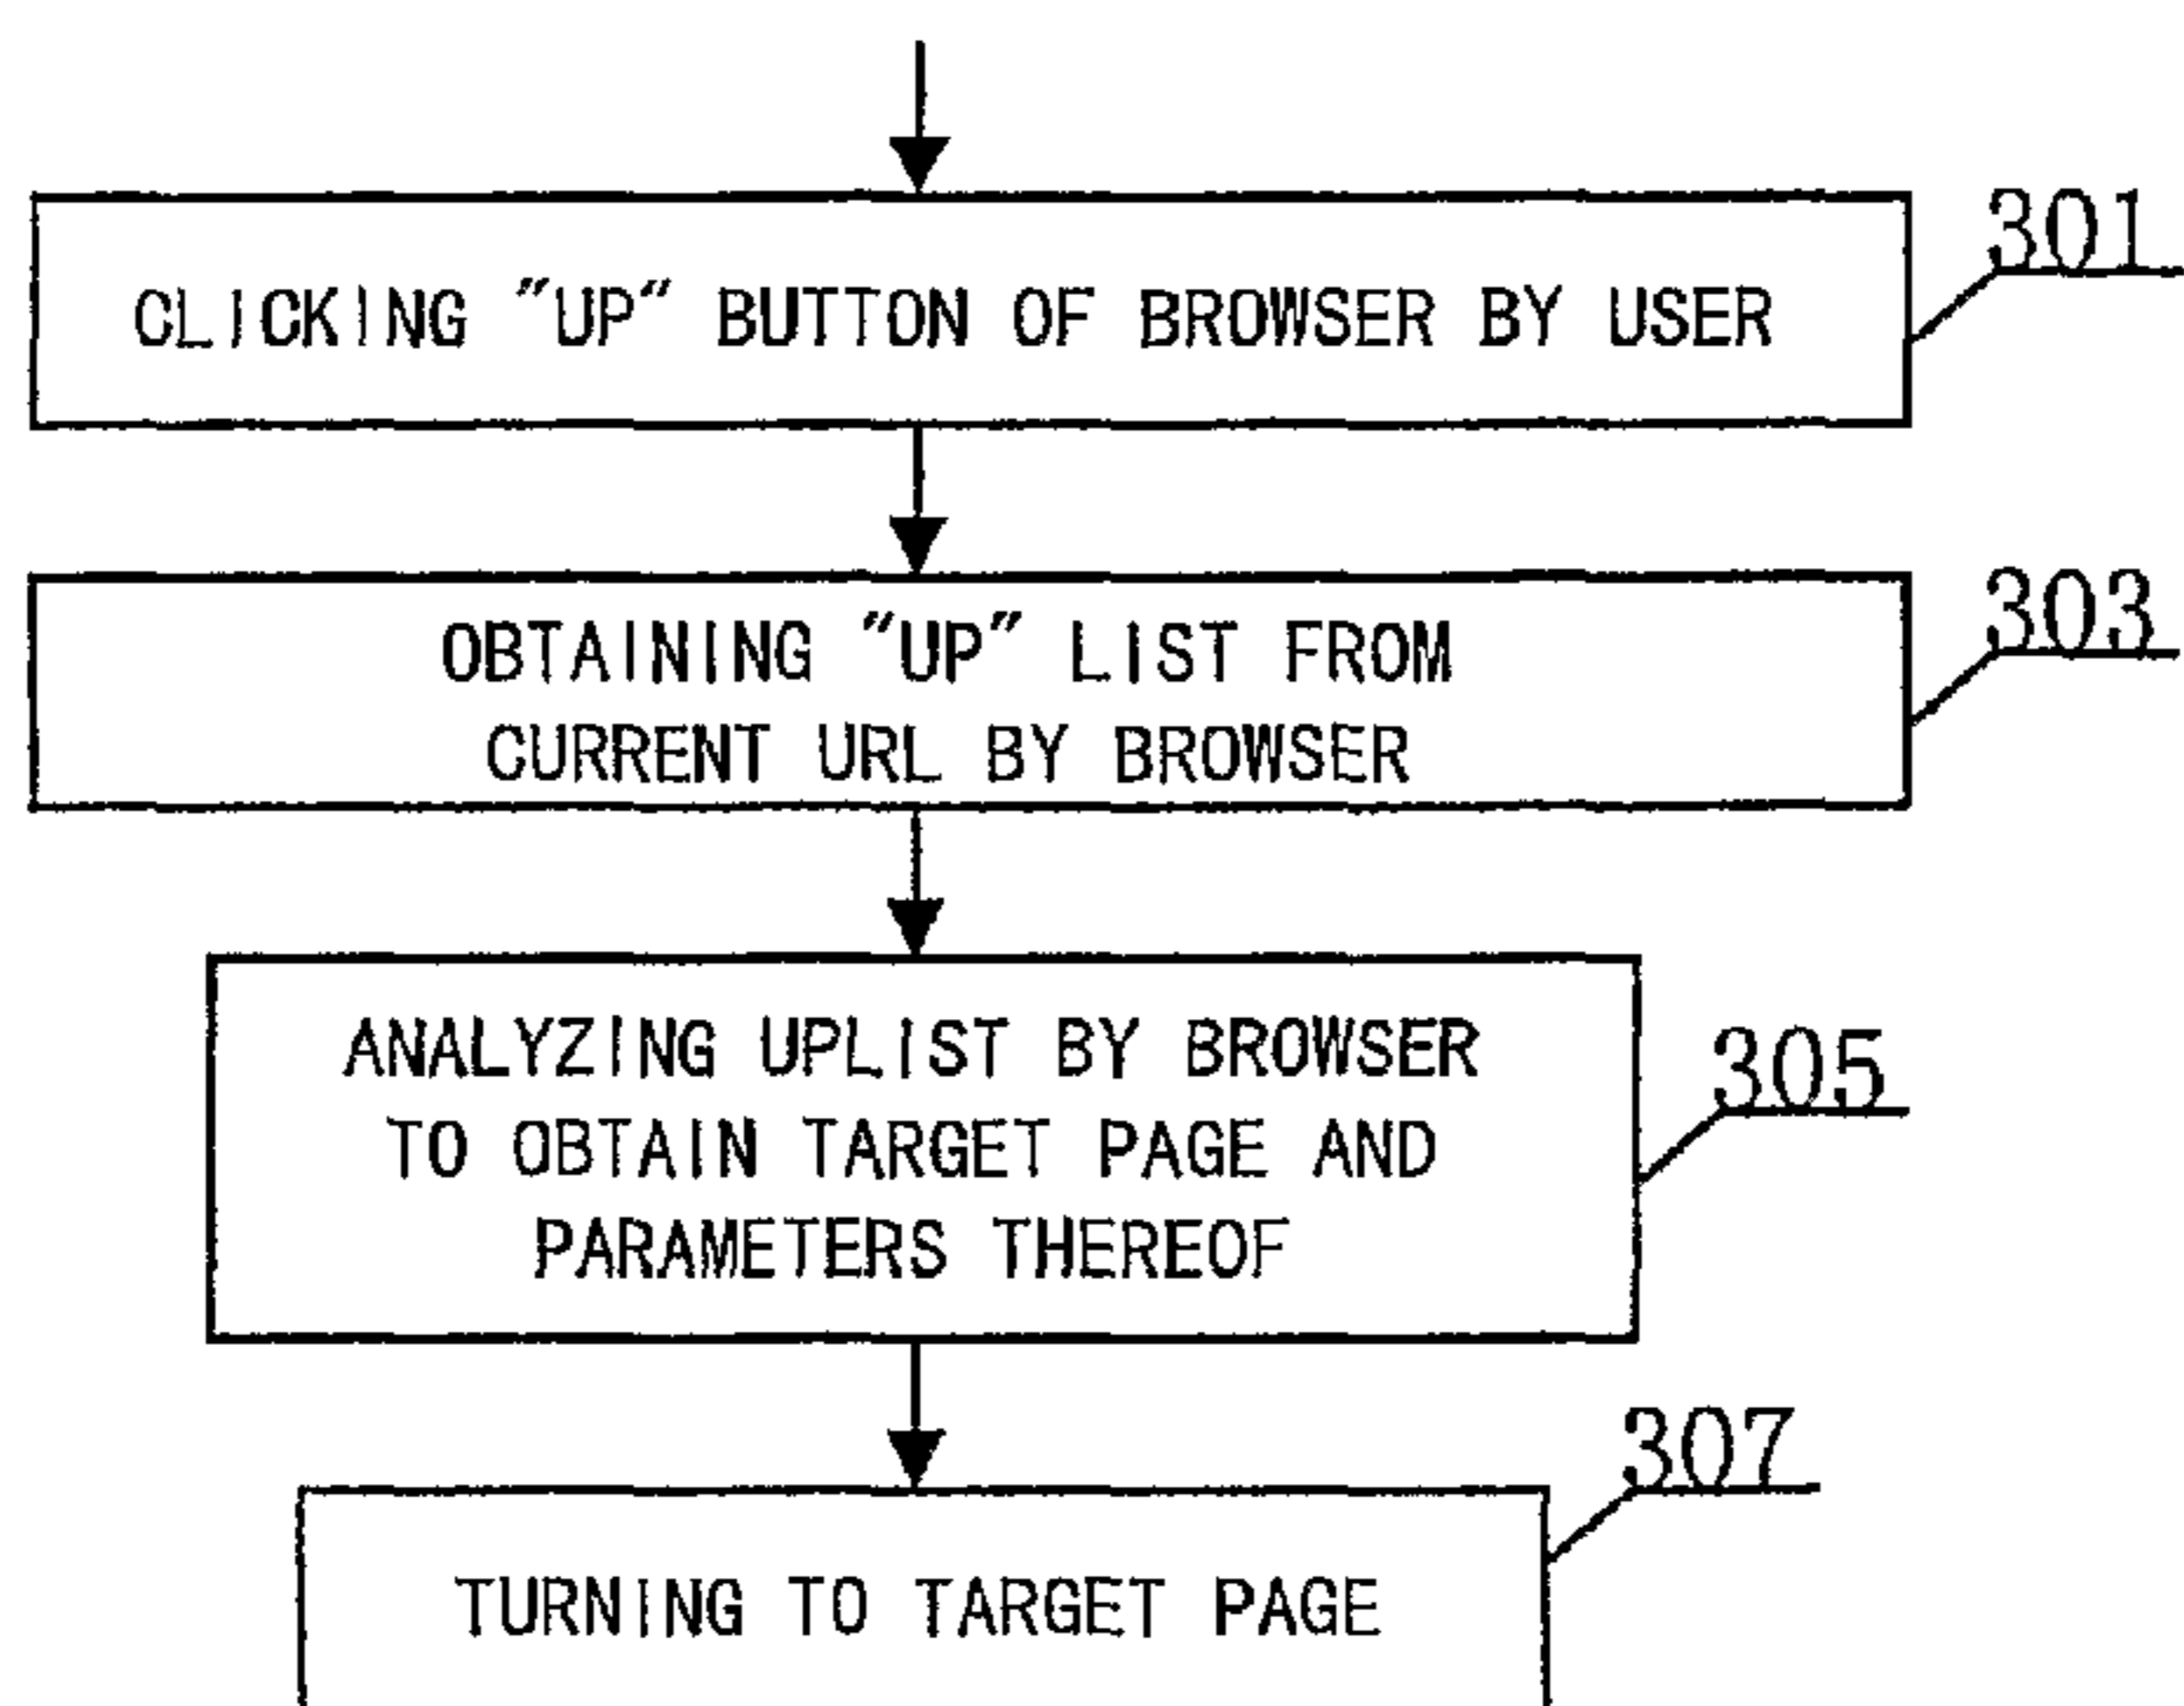 301
CLICKING "UP" BUTTON OF BROWSER BY USER
303
OBTAINING "UP" LIST FROM
CURRENT URL BY BROWSER
305
ANALYZING UPLIST BY BROWSER
TO OBTAIN TARGET PAGE AND
PARAMETERS THEREOF
307
TURNING TO TARGET PAGE